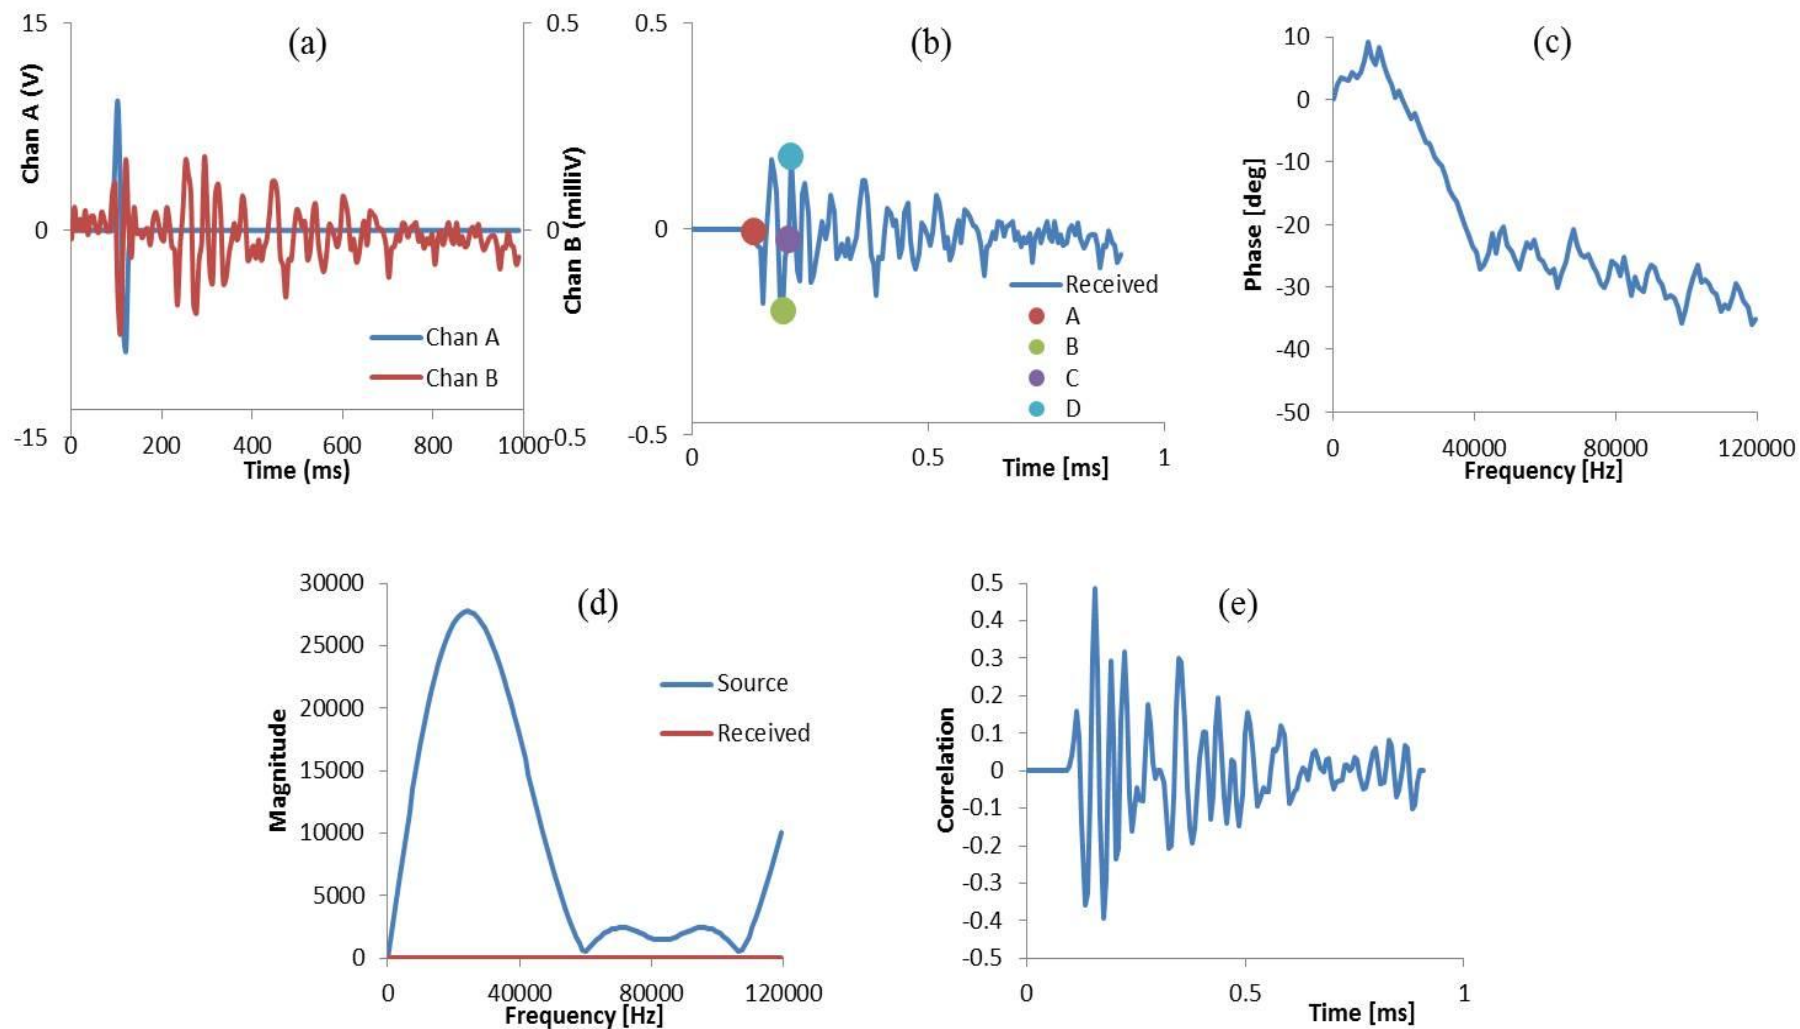 (a)
15
0
-15
Chan A (V)
0.5
0
-0.5
Chan B (milliV)
Chan A
Chan B
0 200 400 600 800 1000
Time (ms)
(b)
0.5
0
-0.5
Received
A
B
C
D
0 0.5 1
Time [ms]
(c)
10
0
-10
-20
-30
-40
-50
Phase [deg]
0 40000 80000 120000
Frequency [Hz]
(d)
30000
25000
20000
15000
10000
5000
0
Magnitude
Source
Received
0 40000 80000 120000
Frequency [Hz]
(e)
0.5
0.4
0.3
0.2
0.1
0
-0.1
-0.2
-0.3
-0.4
-0.5
Correlation
0 0.5 1
Time [ms]